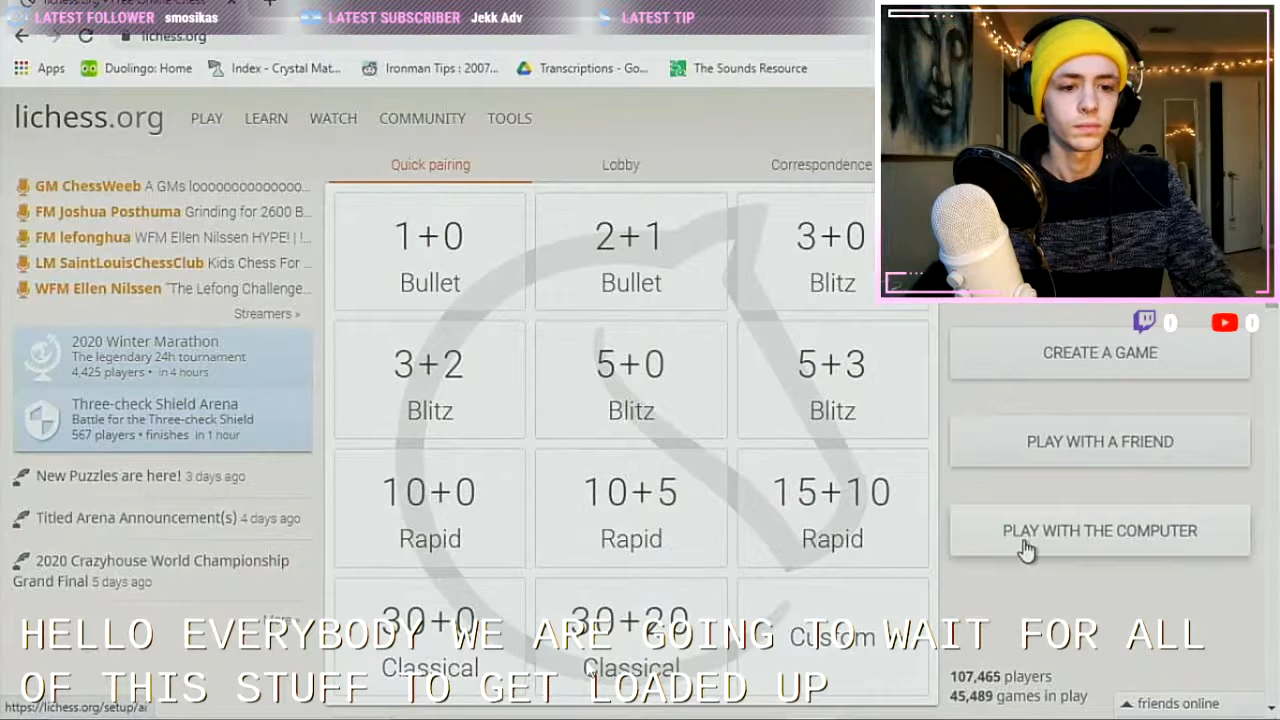 LATEST FOLLOWER smosikas
LATEST SUBSCRIBER Jekk Adv
LATEST TIP
lichess.org
Apps
Duolingo: Home
Index - Crystal Mat...
Ironman Tips : 2007...
Transcriptions - Go...
The Sounds Resource
lichess.org
PLAY
LEARN
WATCH
COMMUNITY
TOOLS
Quick pairing
Lobby
Correspondence
GM ChessWeeb A GMs looooooooooooooo...
FM Joshua Posthuma Grinding for 2600 B...
FM lefonghua WFM Ellen Nilssen HYPE! | !...
LM SaintLouisChessClub Kids Chess For ...
WFM Ellen Nilssen "The Lefong Challenge...
Streamers »
2020 Winter Marathon
The legendary 24h tournament
4,425 players • in 4 hours
Three-check Shield Arena
Battle for the Three-check Shield
567 players • finishes in 1 hour
New Puzzles are here! 3 days ago
Titled Arena Announcement(s) 4 days ago
2020 Crazyhouse World Championship
Grand Final 5 days ago
1+0
Bullet
2+1
Bullet
3+0
Blitz
3+2
Blitz
5+0
Blitz
5+3
Blitz
10+0
Rapid
10+5
Rapid
15+10
Rapid
30+0
Classical
30+20
Classical
Custom
0
0
CREATE A GAME
PLAY WITH A FRIEND
PLAY WITH THE COMPUTER
107,465 players
45,489 games in play
friends online
HELLO EVERYBODY WE ARE GOING TO WAIT FOR ALL
OF THIS STUFF TO GET LOADED UP
https://lichess.org/setup/ai